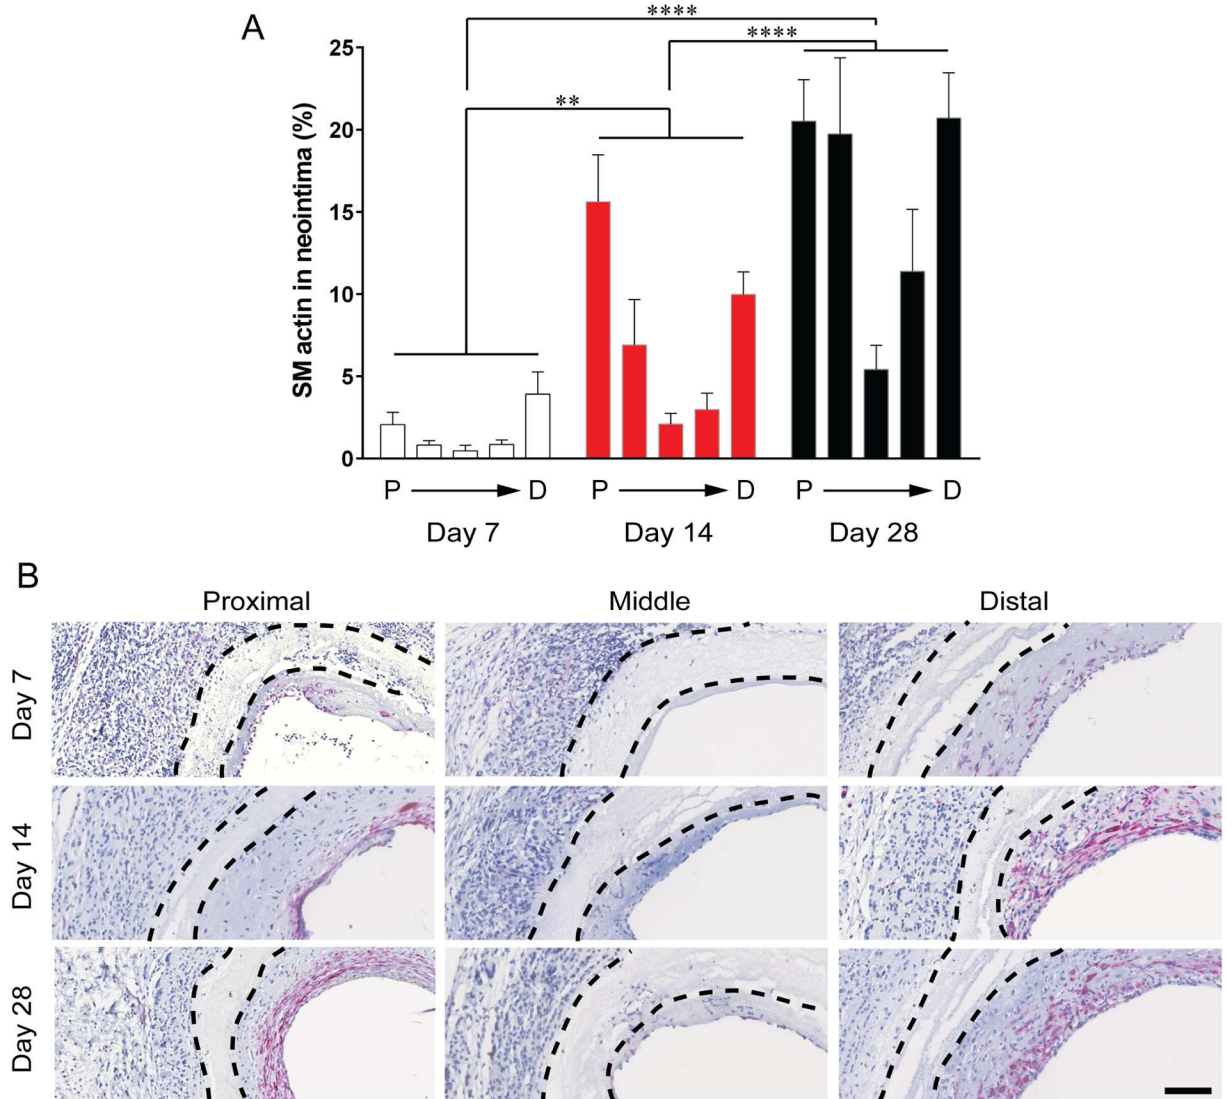 A
****
****
**
SM actin in neointima (%)
25
20
15
10
5
0
P D P D P D
Day 7 Day 14 Day 28
B
Proximal Middle Distal
Day 7
Day 14
Day 28